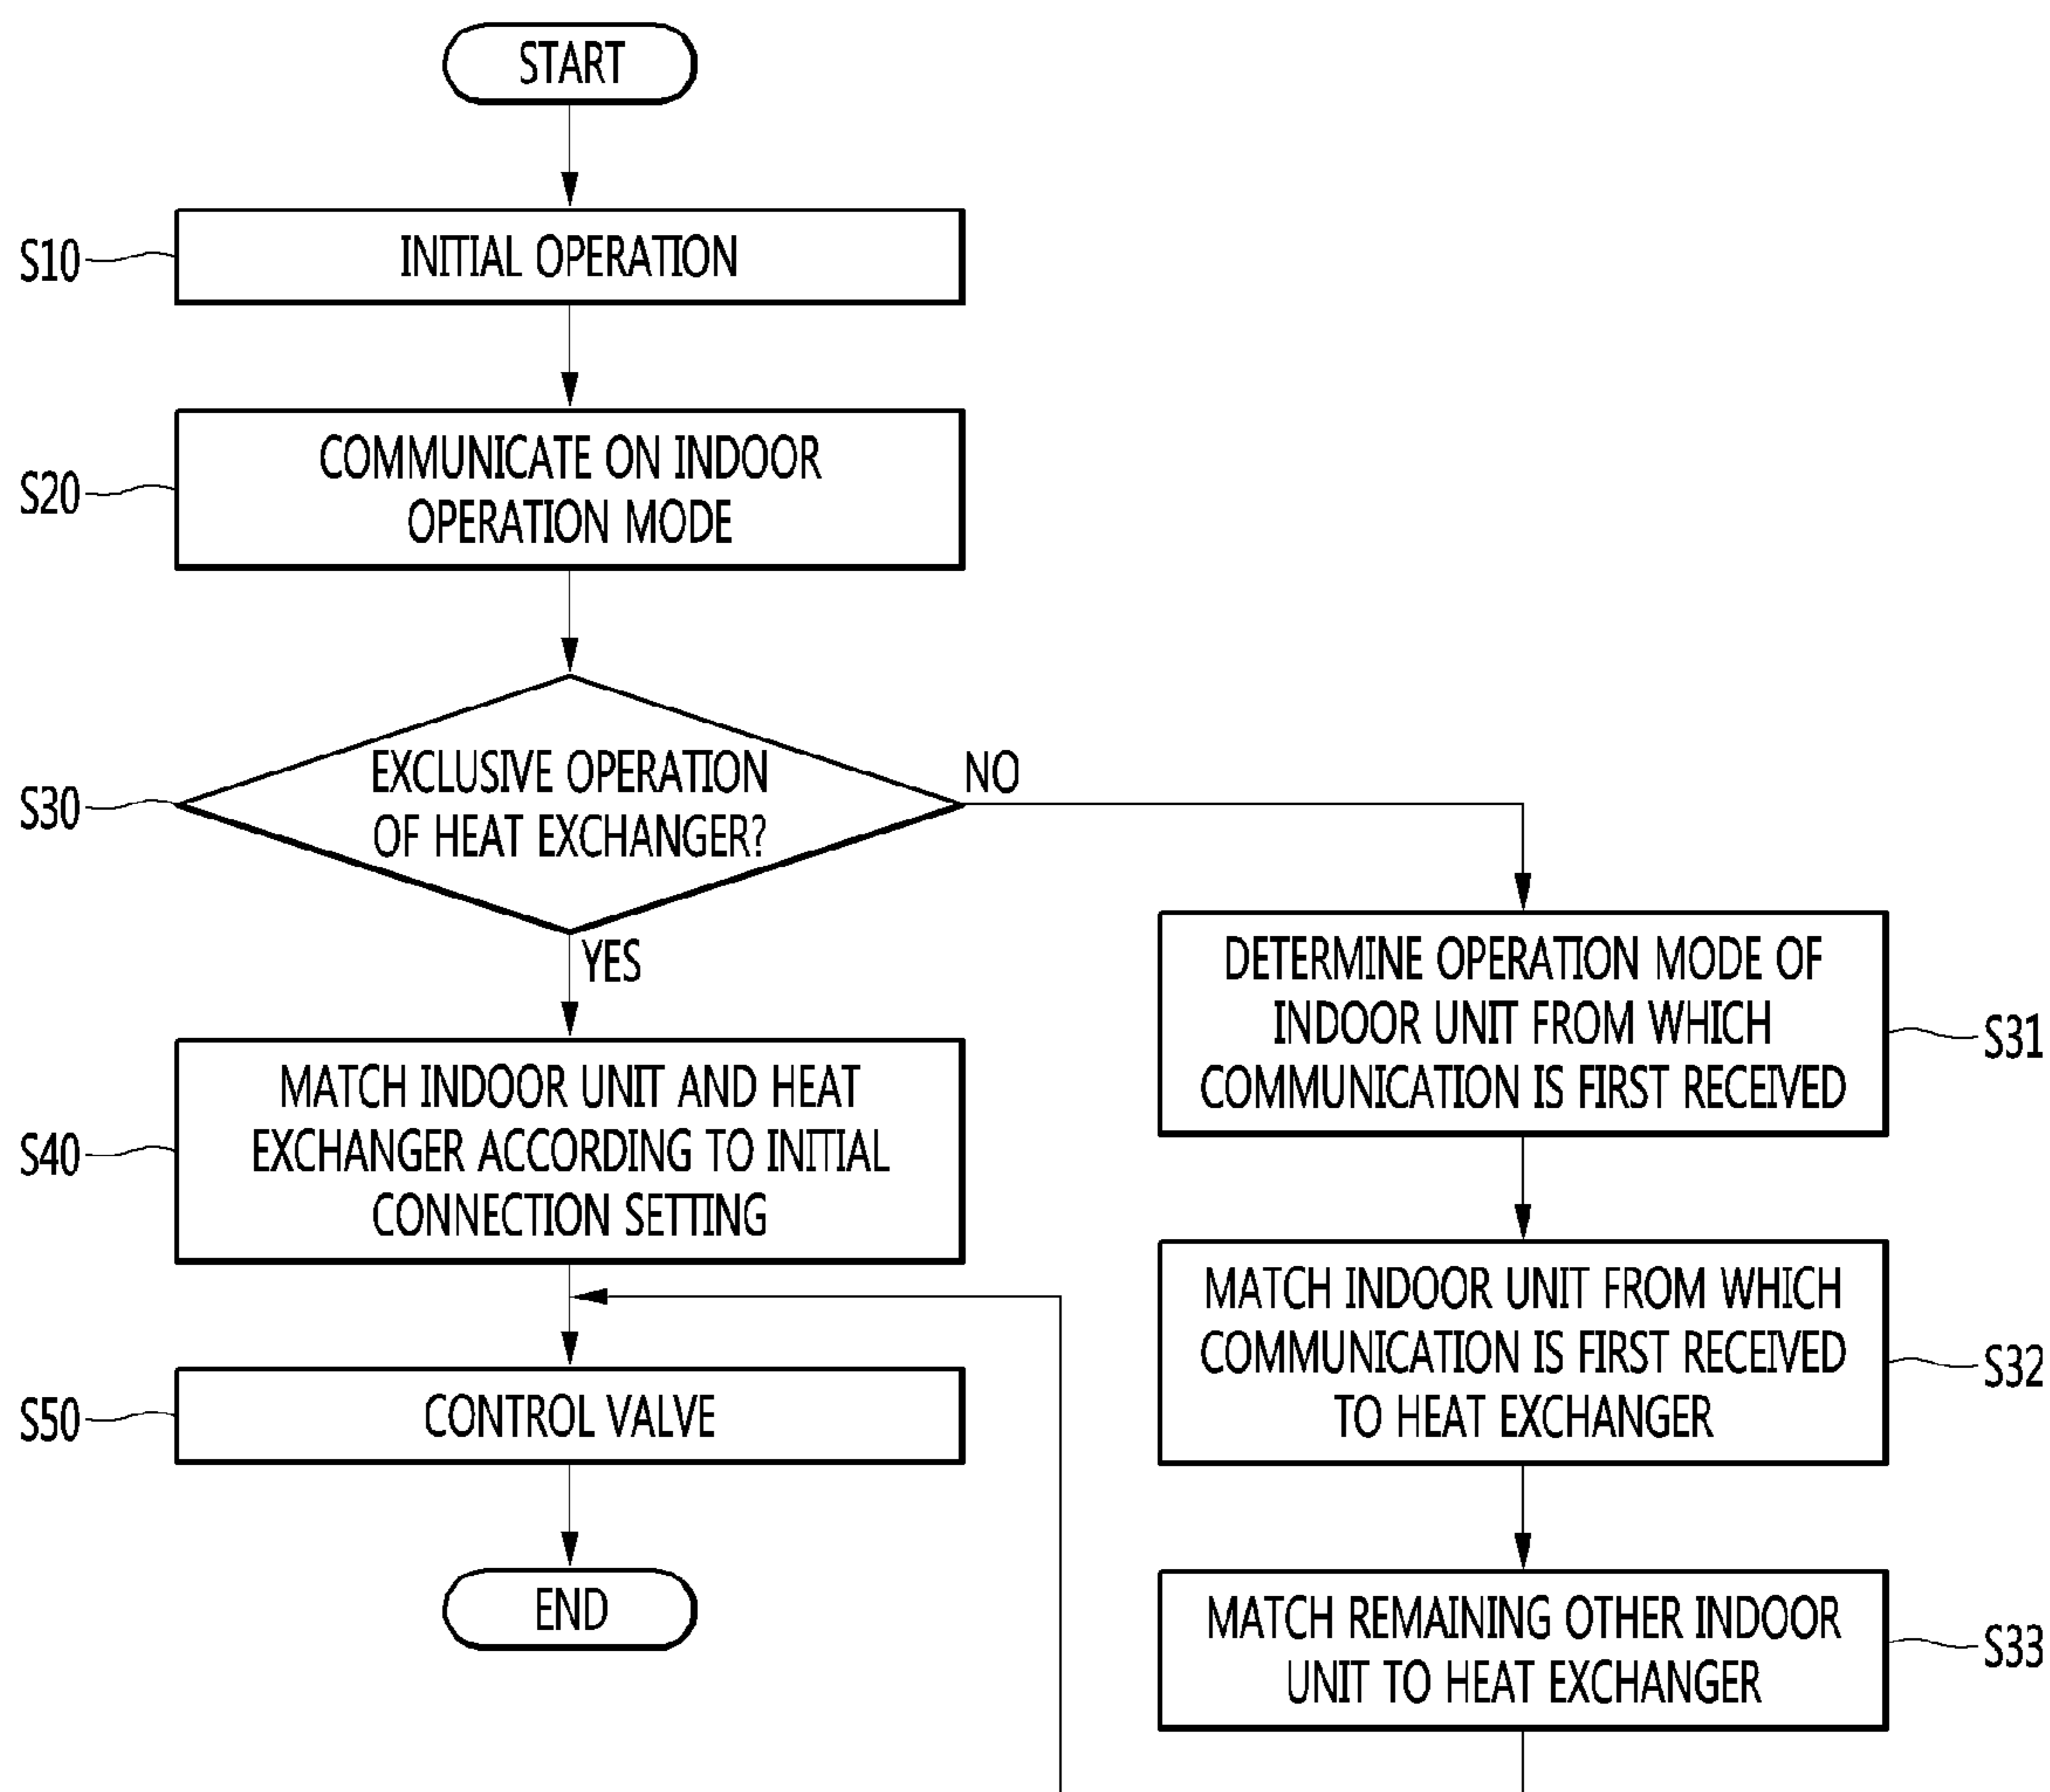 START
S10
INITIAL OPERATION
S20
COMMUNICATE ON INDOOR
OPERATION MODE
S30
EXCLUSIVE OPERATION
OF HEAT EXCHANGER?
NO
YES
S40
MATCH INDOOR UNIT AND HEAT
EXCHANGER ACCORDING TO INITIAL
CONNECTION SETTING
S50
CONTROL VALVE
END
DETERMINE OPERATION MODE OF
INDOOR UNIT FROM WHICH
COMMUNICATION IS FIRST RECEIVED
S31
MATCH INDOOR UNIT FROM WHICH
COMMUNICATION IS FIRST RECEIVED
TO HEAT EXCHANGER
S32
MATCH REMAINING OTHER INDOOR
UNIT TO HEAT EXCHANGER
S33